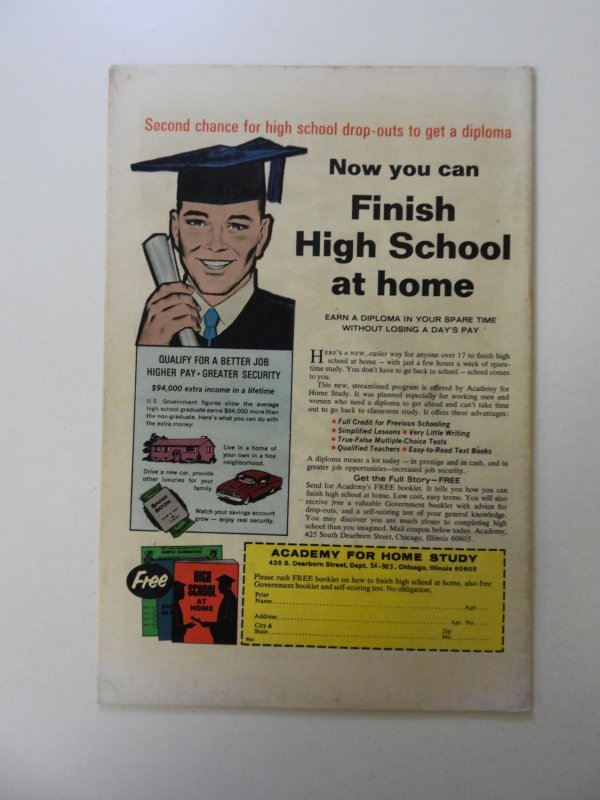 Second chance for high school drop-outs to get a diploma
Now you can
Finish
High School
at home
EARN A DIPLOMA IN YOUR SPARE TIME
WITHOUT LOSING A DAY'S PAY
QUALIFY FOR A BETTER JOB
HIGHER PAY • GREATER SECURITY
$94,000 extra income in a lifetime
U.S. Government figures show the average
high school graduate earns $94,000 more than
the non-graduate. Here's what you can do with
the extra money:
Live in a home of
your own in a fine
neighborhood.
Drive a new car, provide
other luxuries for your
family.
BANK
BOOK
Watch your savings account
grow — enjoy real security.
HERE'S A NEW, easier way for anyone over 17 to finish high
school at home — with just a few hours a week of spare-
time study. You don't have to go back to school — school comes
to you.
This new, streamlined program is offered by Academy for
Home Study. It was planned especially for working men and
women who need a diploma to get ahead and can't take time
out to go back to classroom study. It offers these advantages:
• Full Credit for Previous Schooling
• Simplified Lessons • Very Little Writing
• True-False Multiple-Choice Tests
• Qualified Teachers • Easy-to-Read Text Books
A diploma means a lot today — in prestige and in cash, and in
greater job opportunities—increased job security.
Get the Full Story—FREE
Send for Academy's FREE booklet. It tells you how you can
finish high school at home. Low cost, easy terms. You will also
receive free a valuable Government booklet with advice for
drop-outs, and a self-scoring test of your general knowledge.
You may discover you are much closer to completing high
school than you imagined. Mail coupon below today. Academy,
425 South Dearborn Street, Chicago, Illinois 60605.
Free
SAMPLE EXAMINATION
HIGH
SCHOOL
AT
HOME
ACADEMY FOR HOME STUDY
425 S. Dearborn Street, Dept. 54-903, Chicago, Illinois 60605
Please rush FREE booklet on how to finish high school at home, also free
Government booklet and self-scoring test. No obligation.
Print
Name Age
Address Apt. No.
City &
State Zip
No.